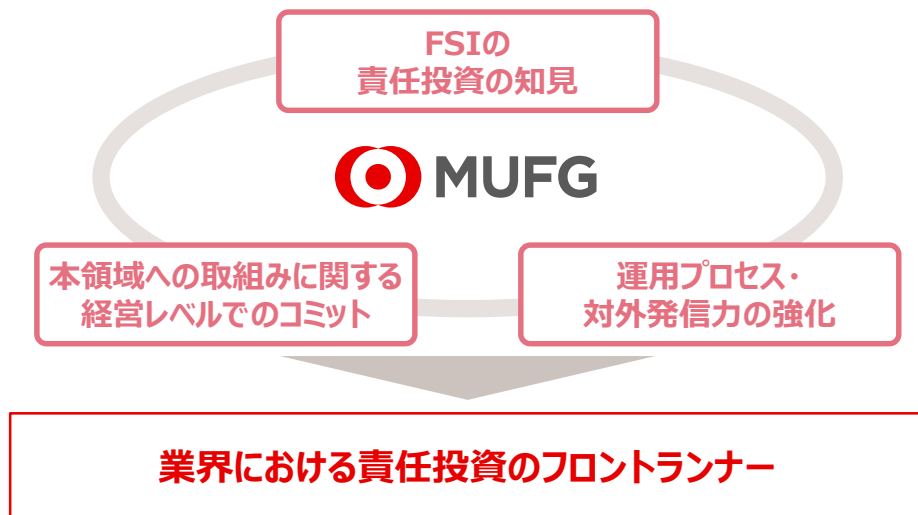 FSIの
責任投資の知見
MUFG
本領域への取組みに関する
経営レベルでのコミット
運用プロセス・
対外発信力の強化
業界における責任投資のフロントランナー